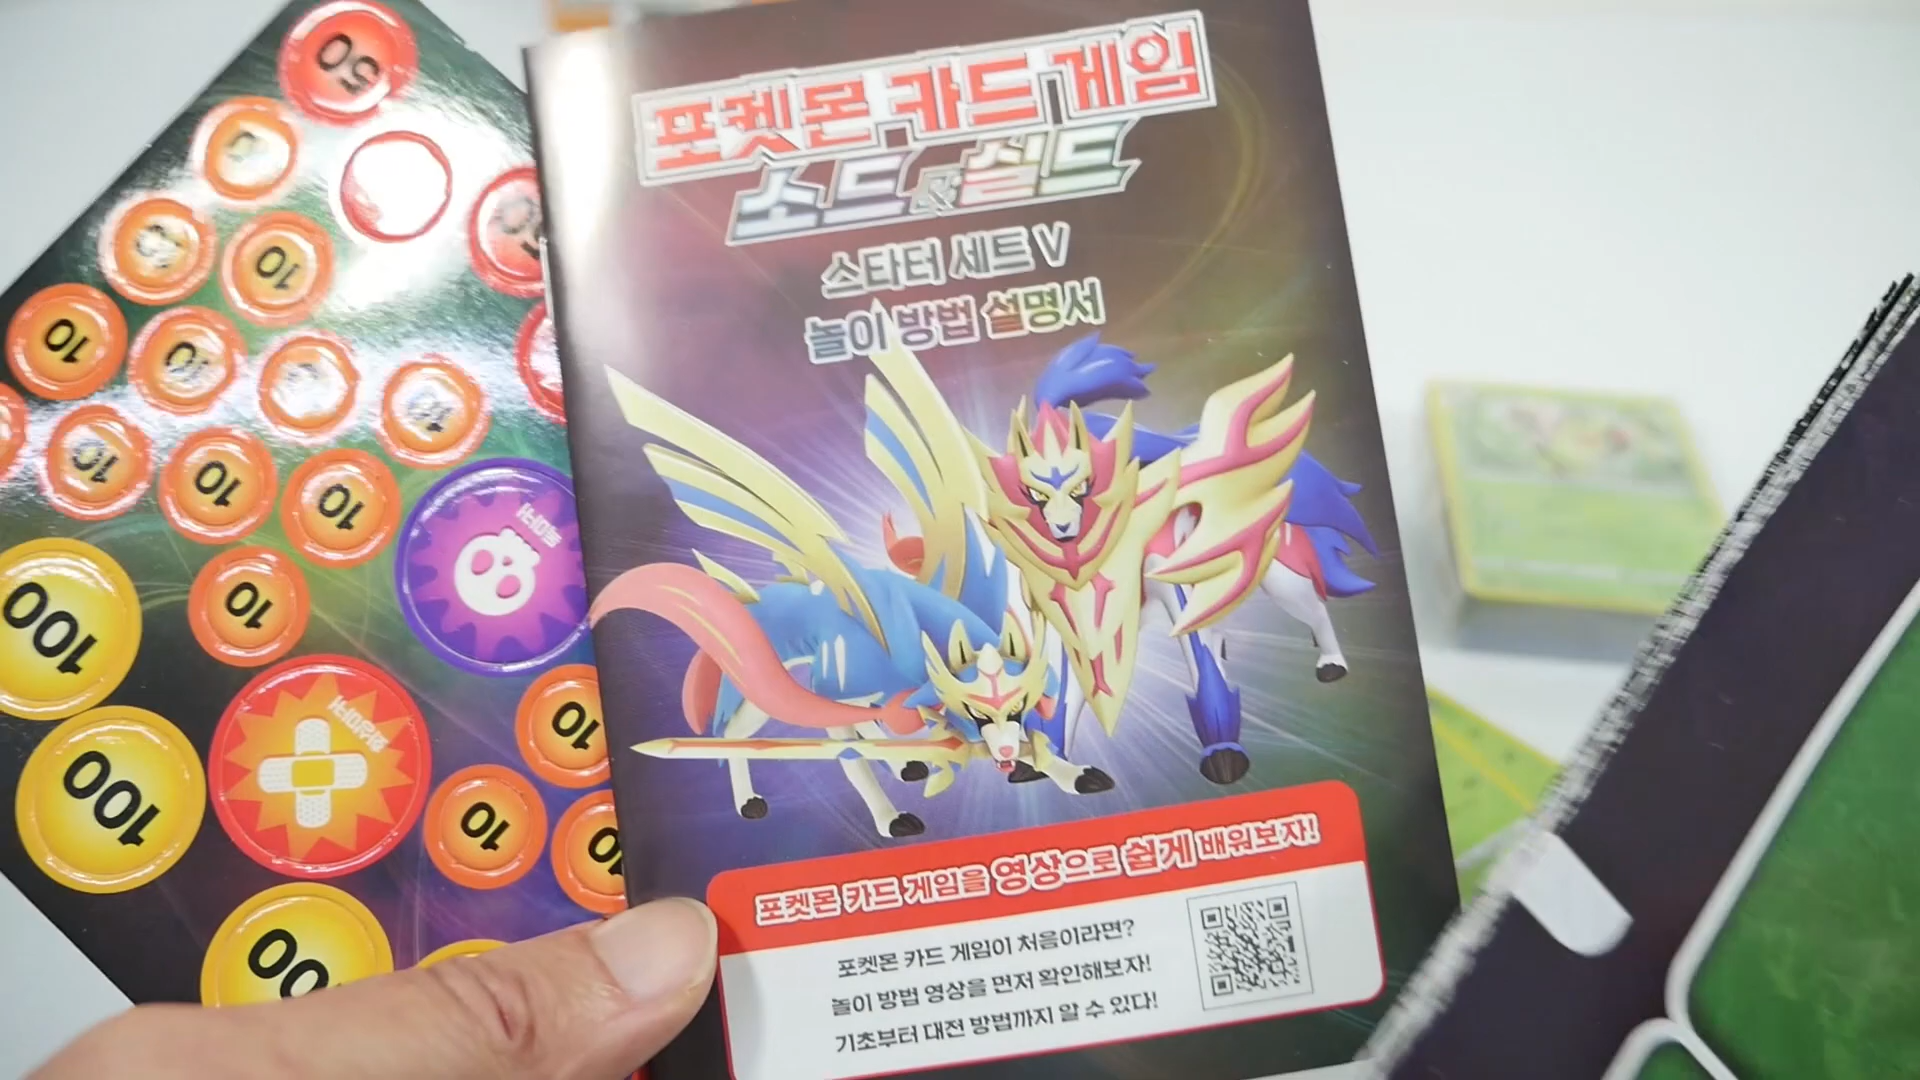 포켓몬 카드 게임
소드&실드
스타터 세트 V
놀이 방법 설명서
포켓몬 카드 게임을 영상으로 쉽게 배워보자!
포켓몬 카드 게임이 처음이라면?
놀이 방법 영상을 먼저 확인해보자!
기초부터 대전 방법까지 알 수 있다!
50
10
10
10
10
10
10
10
10
10
100
10
100
10
10
10
100